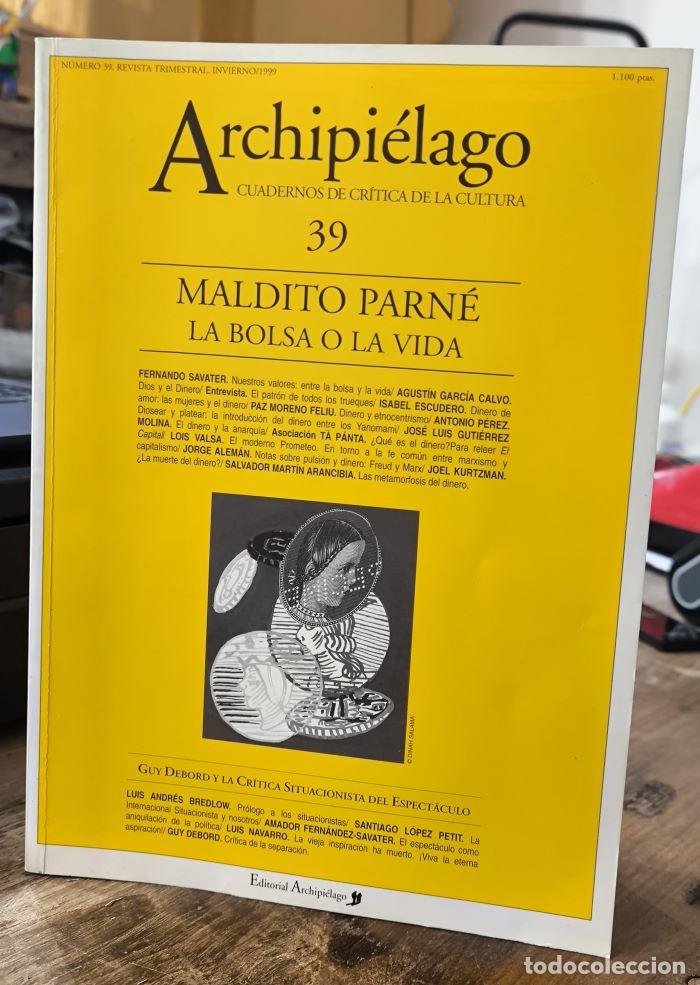 NÚMERO 39. REVISTA TRIMESTRAL. INVIERNO/1999
1.100 ptas.
Archipiélago
CUADERNOS DE CRÍTICA DE LA CULTURA
39
MALDITO PARNÉ
LA BOLSA O LA VIDA
FERNANDO SAVATER. Nuestros valores: entre la bolsa y la vida/ AGUSTÍN GARCÍA CALVO.
Dios y el Dinero/ Entrevista. El patrón de todos los trueques/ ISABEL ESCUDERO. Dinero de
amor: las mujeres y el dinero/ PAZ MORENO FELIU. Dinero y etnocentrismo/ ANTONIO PÉREZ.
Diosear y platear: la introducción del dinero entre los Yanomami/ JOSÉ LUIS GUTIÉRREZ
MOLINA. El dinero y la anarquía/ Asociación TÁ PÁNTA. ¿Qué es el dinero?Para releer El
Capital/ LOIS VALSA. El moderno Prometeo. En torno a la fe común entre marxismo y
capitalismo/ JORGE ALEMÁN. Notas sobre pulsión y dinero: Freud y Marx/ JOEL KURTZMAN.
¿La muerte del dinero?/ SALVADOR MARTÍN ARANCIBIA. Las metamorfosis del dinero.
© DINAH SALAMA
GUY DEBORD Y LA CRÍTICA SITUACIONISTA DEL ESPECTÁCULO
LUIS ANDRÉS BREDLOW. Prólogo a los situacionistas/ SANTIAGO LÓPEZ PETIT. La
Internacional Situacionista y nosotros/ AMADOR FERNÁNDEZ-SAVATER. El espectáculo como
aniquilación de la política/ LUIS NAVARRO. La vieja inspiración ha muerto. ¡Viva la eterna
aspiración!/ GUY DEBORD. Crítica de la separación.
Editorial Archipiélago
todocoleccion